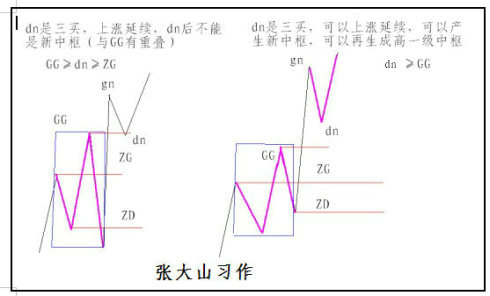 dn是三买，上涨延续，dn后不能
是新中枢（与GG有重叠）
GG≥dn≥ZG
gn
GG
dn
ZG
ZD
dn是三买，可以上涨延续，可以产
生新中枢．可以再生成高一级中枢
gn
dn ≥GG
dn
GG
ZG
ZD
张大山习作